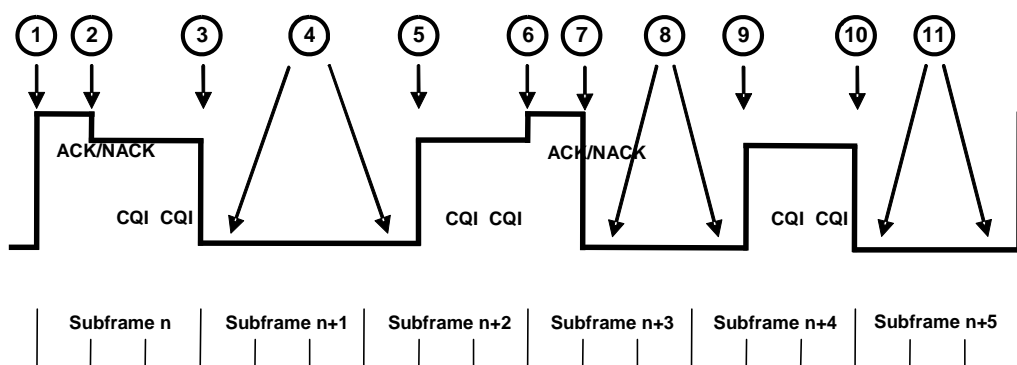 1 2 3 4 5 6 7 8 9 10 11
ACK/NACK ACK/NACK
CQI CQI CQI CQI CQI CQI
Subframe n Subframe n+1 Subframe n+2 Subframe n+3 Subframe n+4 Subframe n+5